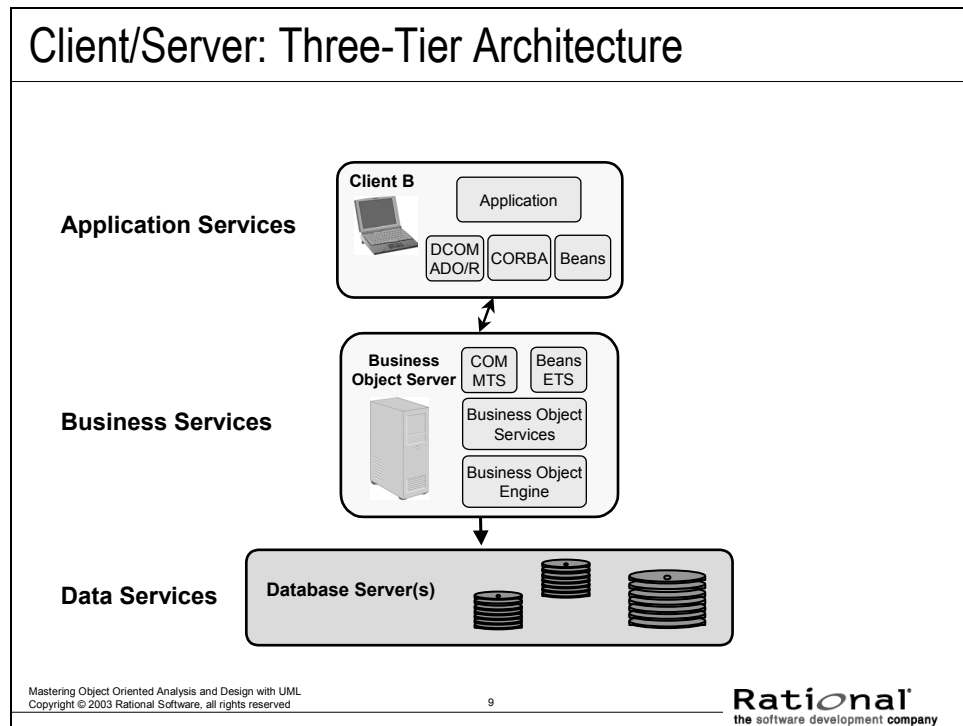 Client/Server: Three-Tier Architecture
Application Services
Client B
Application
DCOM
ADO/R
CORBA
Beans
Business Services
Business
Object Server
COM
MTS
Beans
ETS
Business Object
Services
Business Object
Engine
Data Services
Database Server(s)
Mastering Object Oriented Analysis and Design with UML
Copyright © 2003 Rational Software, all rights reserved
9
Rational
the software development company